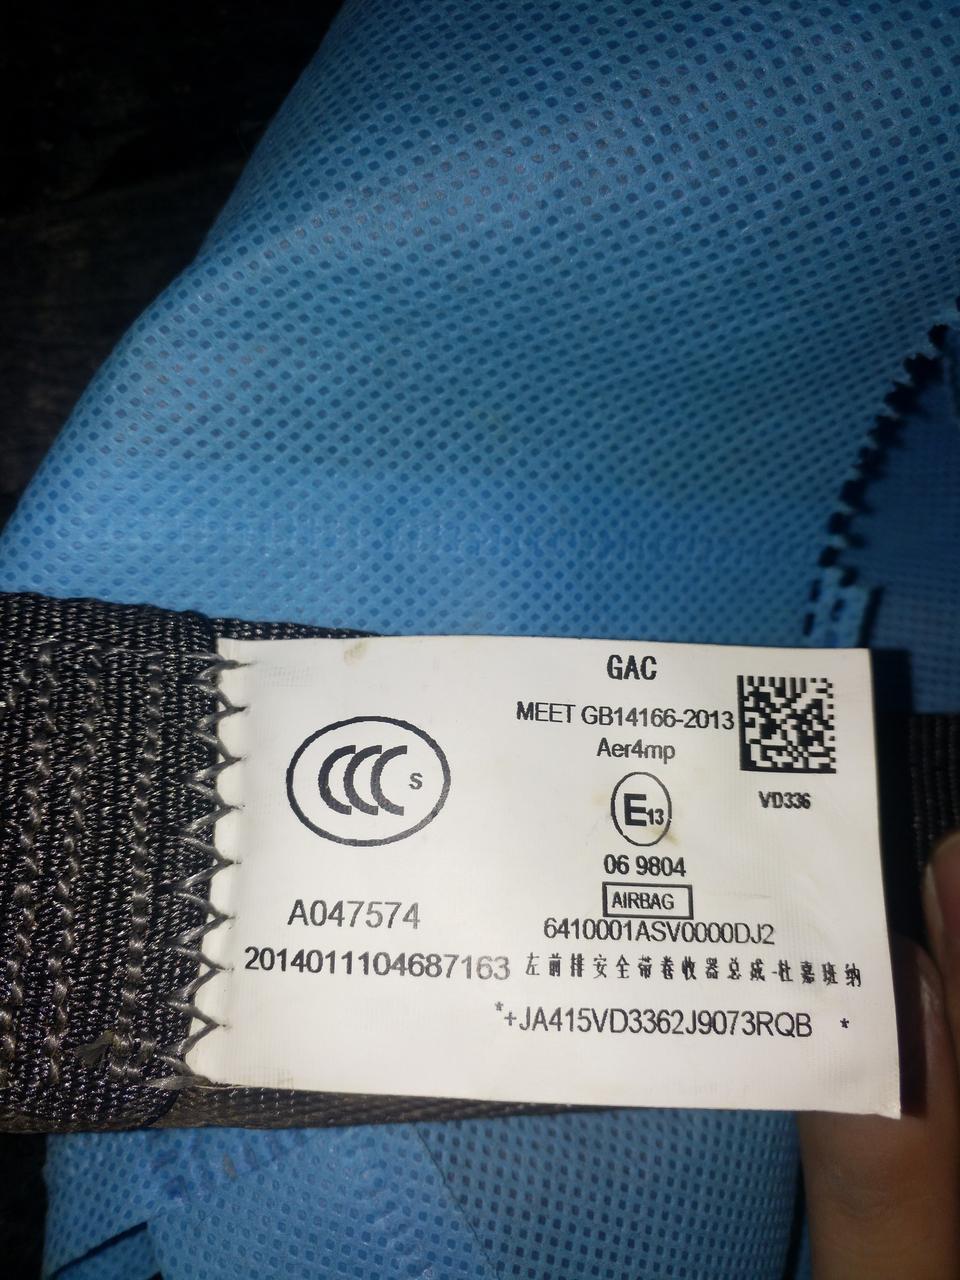 GAC
MEET GB14166-2013
Aer4mp
VD336
CCC S
E13
06 9804
AIRBAG
A047574
6410001ASV0000DJ2
2014011104687163 左前排安全带卷收器总成-杜嘉班纳
*+JA415VD3362J9073RQB *